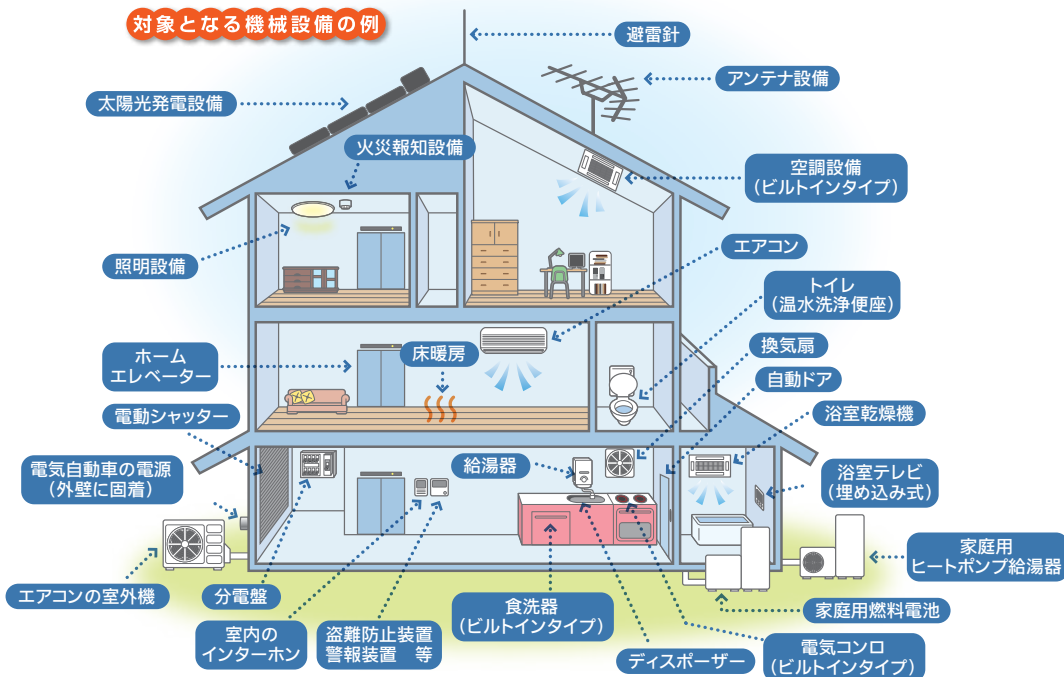 対象となる機械設備の例
避雷針
アンテナ設備
太陽光発電設備
火災報知設備
空調設備
(ビルトインタイプ)
エアコン
照明設備
トイレ
(温水洗浄便座)
換気扇
ホーム
エレベーター
床暖房
自動ドア
電動シャッター
浴室乾燥機
電気自動車の電源
(外壁に固着)
給湯器
浴室テレビ
(埋め込み式)
家庭用
ヒートポンプ給湯器
エアコンの室外機
分電盤
食洗器
(ビルトインタイプ)
家庭用燃料電池
室内の
インターホン
盗難防止装置
警報装置 等
ディスポーザー
電気コンロ
(ビルトインタイプ)